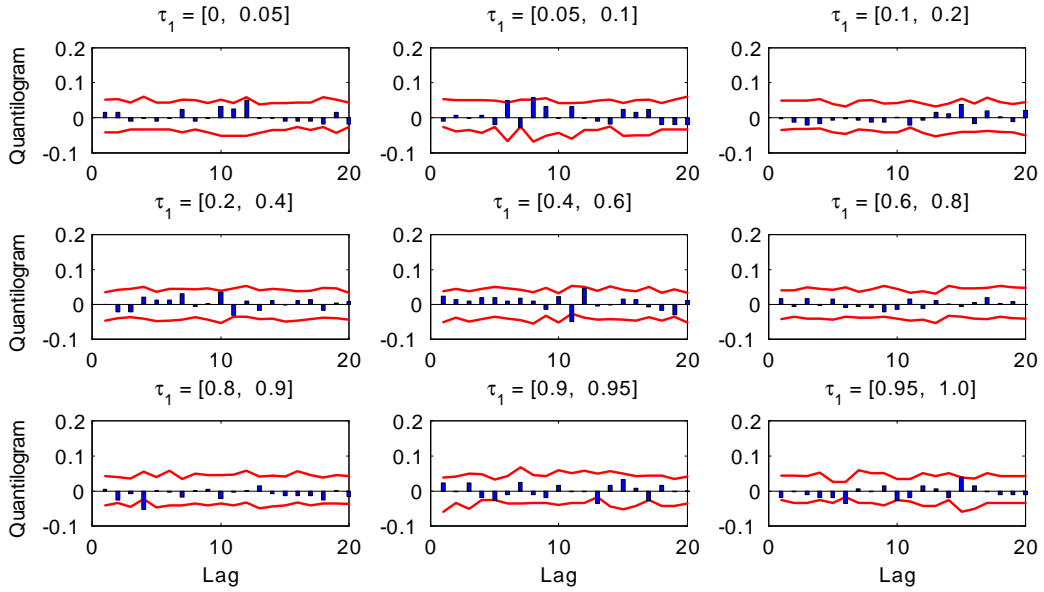 τ1 = [0, 0.05] τ1 = [0.05, 0.1] τ1 = [0.1, 0.2]
Quantilogram
0.2 0.2 0.2
0.1 0.1 0.1
0 0 0
-0.1 -0.1 -0.1
0 10 20 0 10 20 0 10 20
τ1 = [0.2, 0.4] τ1 = [0.4, 0.6] τ1 = [0.6, 0.8]
Quantilogram
0.2 0.2 0.2
0.1 0.1 0.1
0 0 0
-0.1 -0.1 -0.1
0 10 20 0 10 20 0 10 20
τ1 = [0.8, 0.9] τ1 = [0.9, 0.95] τ1 = [0.95, 1.0]
Quantilogram
0.2 0.2 0.2
0.1 0.1 0.1
0 0 0
-0.1 -0.1 -0.1
0 10 20 0 10 20 0 10 20
Lag Lag Lag